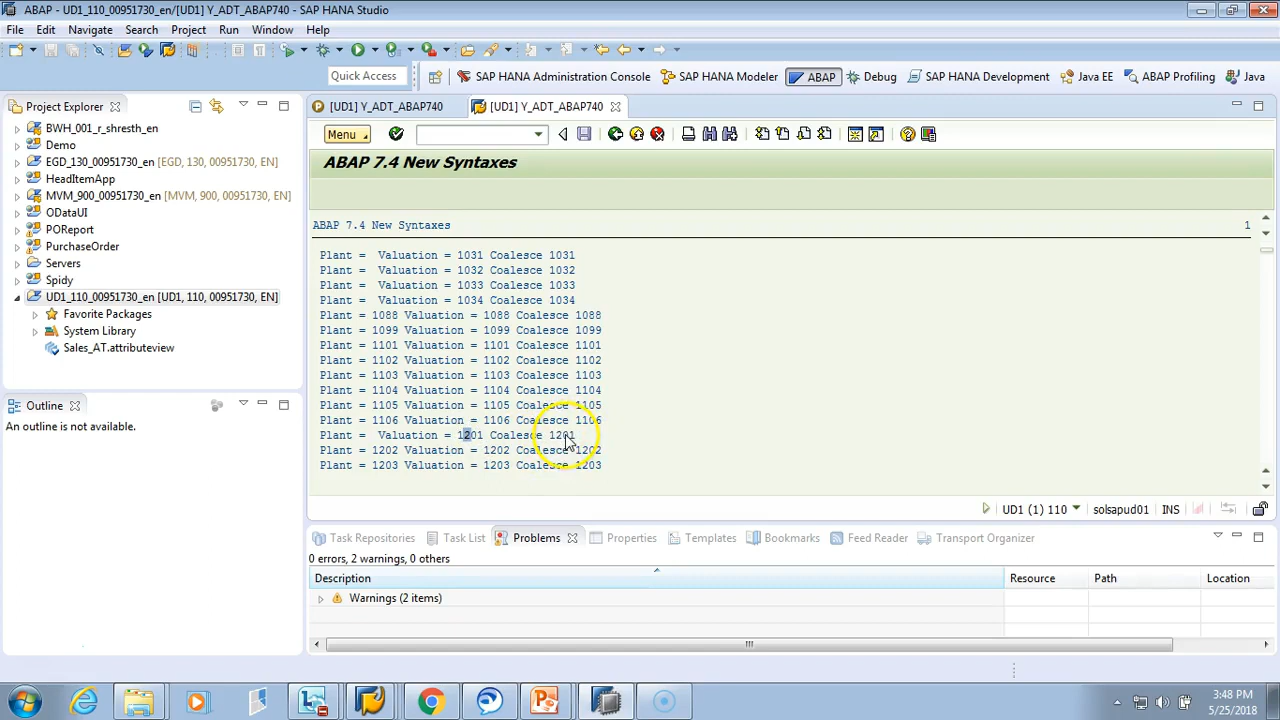 ABAP - UD1_110_00951730_en/[UD1] Y_ADT_ABAP740 - SAP HANA Studio
File Edit Navigate Search Project Run Window Help
Quick Access SAP HANA Administration Console SAP HANA Modeler ABAP Debug SAP HANA Development Java EE ABAP Profiling Java
Project Explorer
BWH_001_r_shresth_en
Demo
EGD_130_00951730_en [EGD, 130, 00951730, EN]
HeadItemApp
MVM_900_00951730_en [MVM, 900, 00951730, EN]
ODataUI
POReport
PurchaseOrder
Servers
Spidy
UD1_110_00951730_en [UD1, 110, 00951730, EN]
Favorite Packages
System Library
Sales_AT.attributeview
Outline
An outline is not available.
[UD1] Y_ADT_ABAP740 [UD1] Y_ADT_ABAP740
Menu
ABAP 7.4 New Syntaxes
ABAP 7.4 New Syntaxes 1
Plant = Valuation = 1031 Coalesce 1031
Plant = Valuation = 1032 Coalesce 1032
Plant = Valuation = 1033 Coalesce 1033
Plant = Valuation = 1034 Coalesce 1034
Plant = 1088 Valuation = 1088 Coalesce 1088
Plant = 1099 Valuation = 1099 Coalesce 1099
Plant = 1101 Valuation = 1101 Coalesce 1101
Plant = 1102 Valuation = 1102 Coalesce 1102
Plant = 1103 Valuation = 1103 Coalesce 1103
Plant = 1104 Valuation = 1104 Coalesce 1104
Plant = 1105 Valuation = 1105 Coalesce 1105
Plant = 1106 Valuation = 1106 Coalesce 1106
Plant = Valuation = 1201 Coalesce 1201
Plant = 1202 Valuation = 1202 Coalesce 1202
Plant = 1203 Valuation = 1203 Coalesce 1203
UD1 (1) 110 solsapud01 INS
Task Repositories Task List Problems Properties Templates Bookmarks Feed Reader Transport Organizer
0 errors, 2 warnings, 0 others
Description Resource Path Location
Warnings (2 items)
3:48 PM
5/25/2018